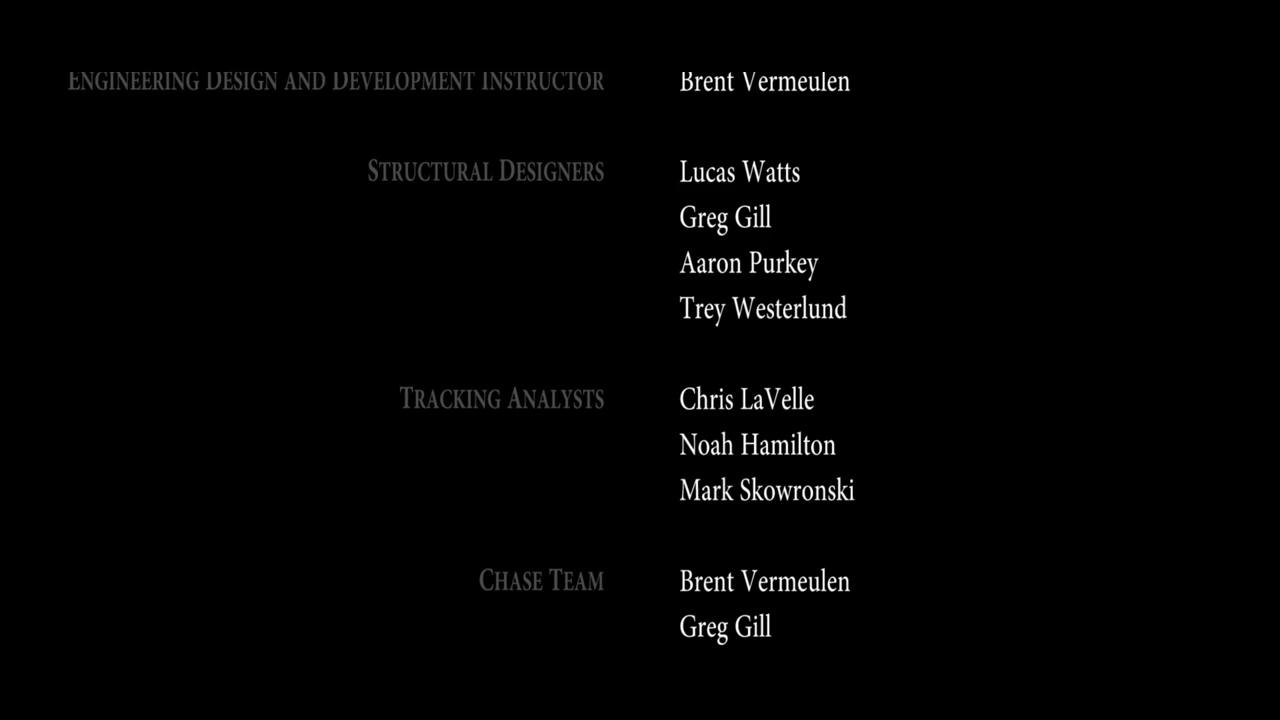 ENGINEERING DESIGN AND DEVELOPMENT INSTRUCTOR Brent Vermeulen
STRUCTURAL DESIGNERS Lucas Watts
Greg Gill
Aaron Purkey
Trey Westerlund
TRACKING ANALYSTS Chris LaVelle
Noah Hamilton
Mark Skowronski
CHASE TEAM Brent Vermeulen
Greg Gill